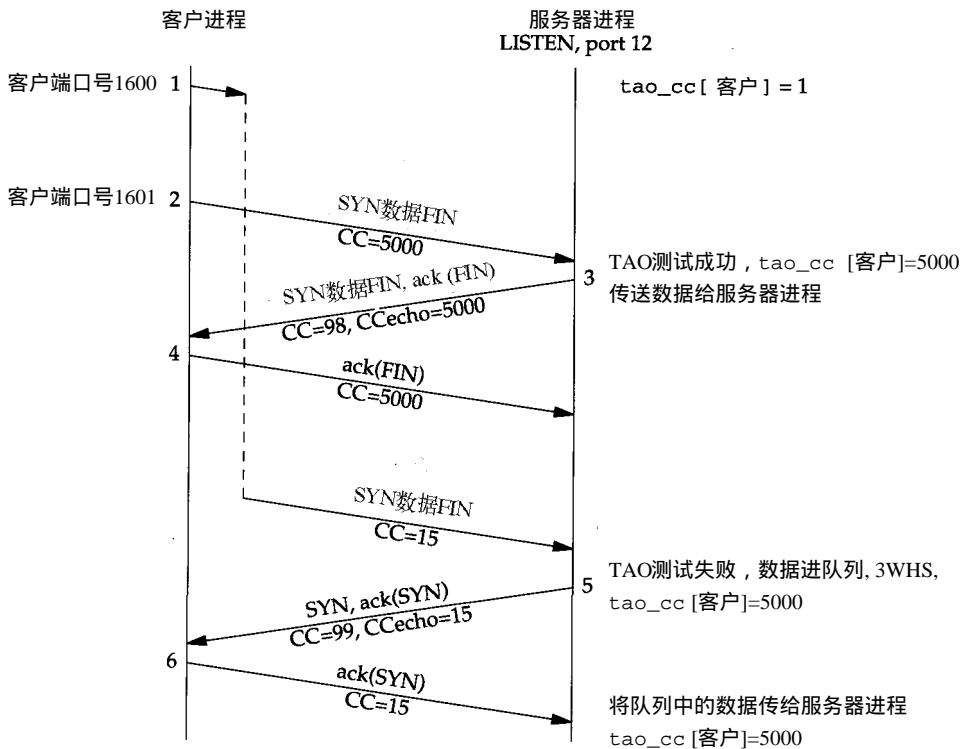 客户进程
服务器进程
LISTEN, port 12
客户端口号1600 1
tao_cc[ 客户 ] = 1
客户端口号1601 2
SYN数据FIN
CC=5000
3 TAO测试成功，tao_cc [客户]=5000
传送数据给服务器进程
SYN数据FIN, ack (FIN)
CC=98, CCecho=5000
4
ack(FIN)
CC=5000
SYN数据FIN
CC=15
5 TAO测试失败，数据进队列, 3WHS,
tao_cc [客户]=5000
SYN, ack(SYN)
CC=99, CCecho=15
6
ack(SYN)
CC=15
将队列中的数据传给服务器进程
tao_cc [客户]=5000